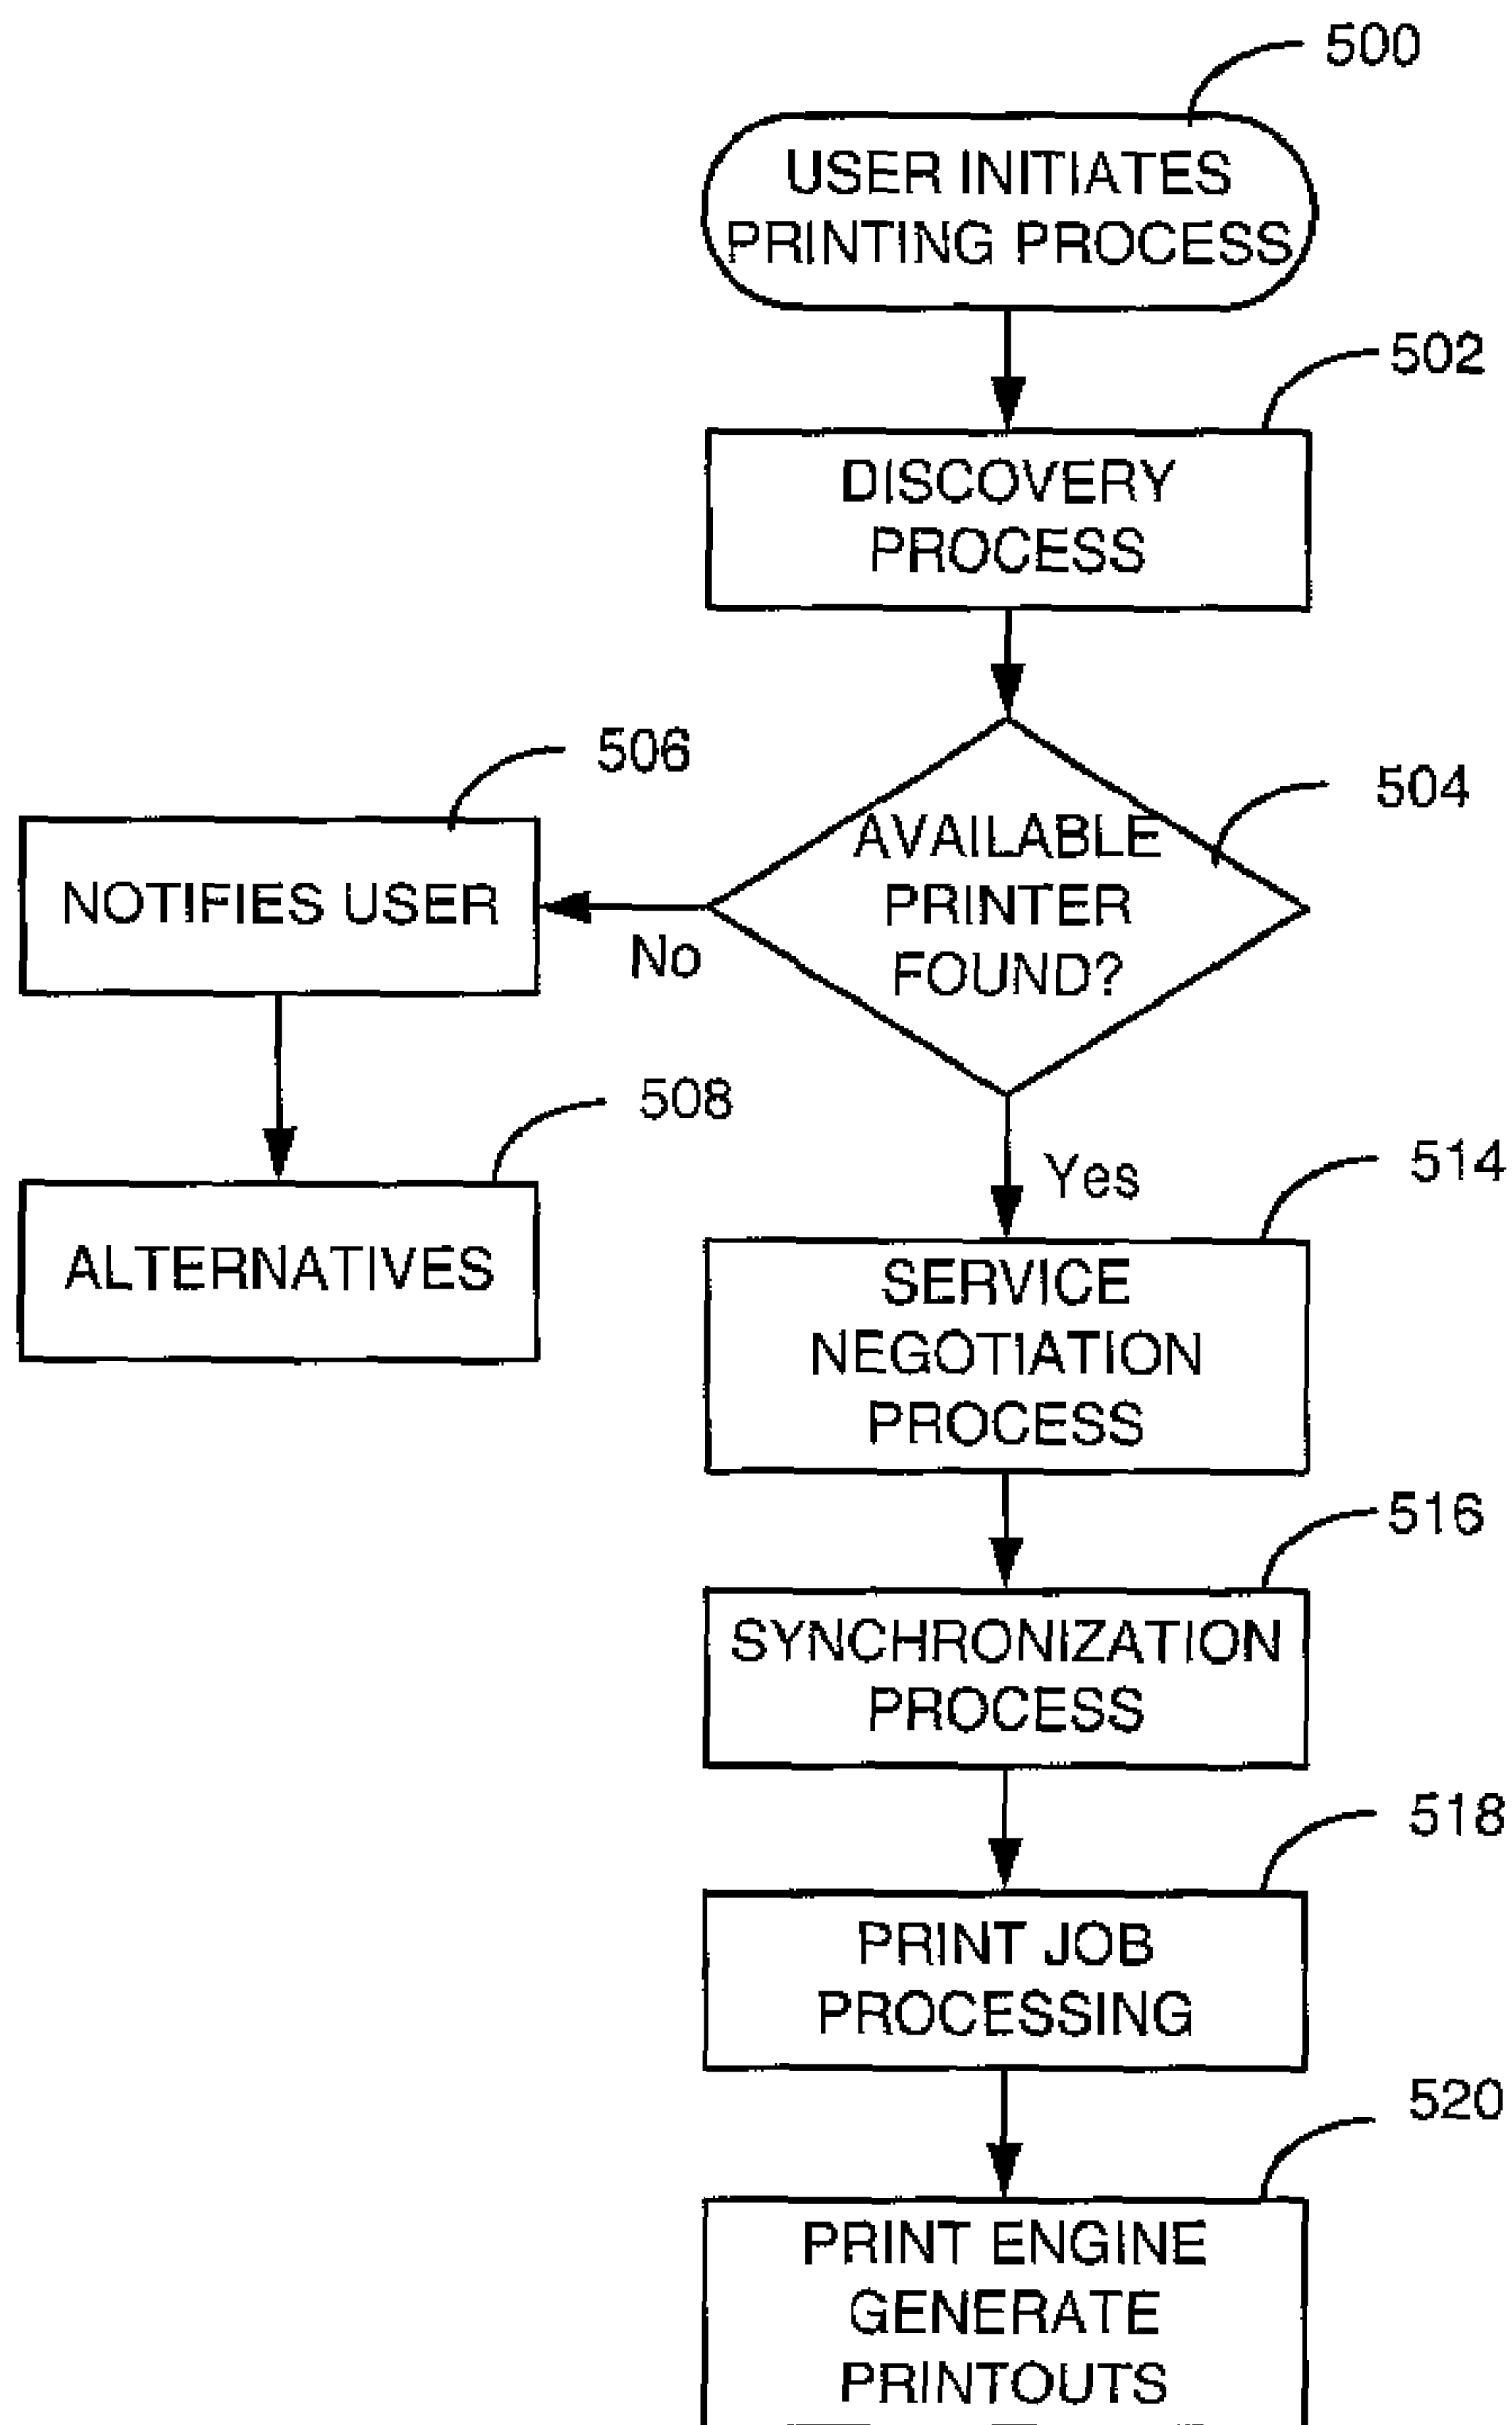 500
USER INITIATES
PRINTING PROCESS
502
DISCOVERY
PROCESS
504
AVAILABLE
PRINTER
FOUND?
No
506
NOTIFIES USER
508
ALTERNATIVES
Yes
514
SERVICE
NEGOTIATION
PROCESS
516
SYNCHRONIZATION
PROCESS
518
PRINT JOB
PROCESSING
520
PRINT ENGINE
GENERATE
PRINTOUTS